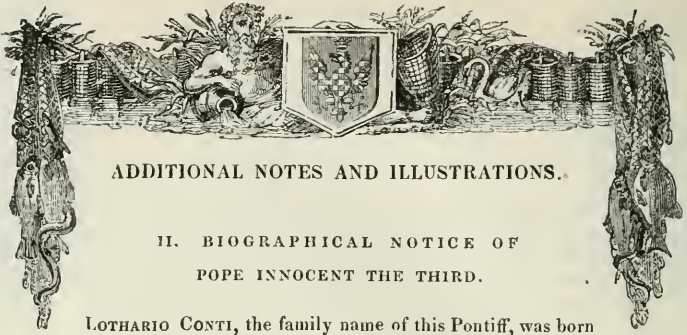 ADDITIONAL NOTES AND ILLUSTRATIONS.
II. BIOGRAPHICAL NOTICE OF
POPE INNOCENT THE THIRD.
LOTHARIO CONTI, the family name of this Pontiff, was born